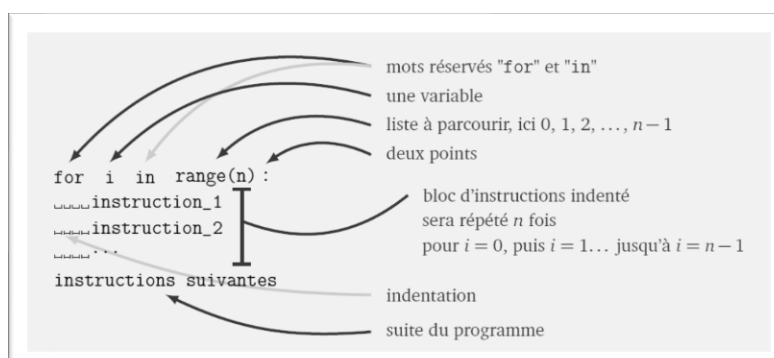 mots réservés "for" et "in"
une variable
liste à parcourir, ici 0, 1, 2, ..., n−1
deux points
for i in range(n) :
␣␣␣␣instruction_1
␣␣␣␣instruction_2
␣␣␣␣...
instructions suivantes
bloc d'instructions indenté
sera répété n fois
pour i = 0, puis i = 1... jusqu'à i = n−1
indentation
suite du programme